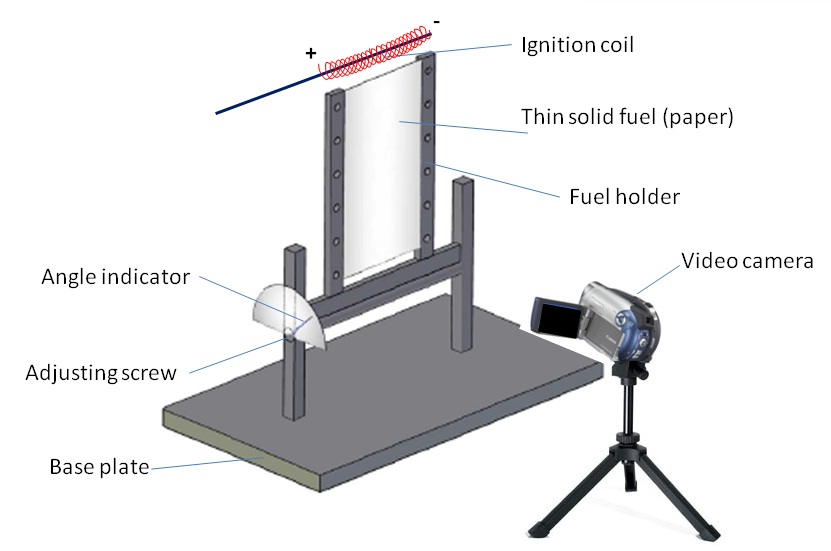 -
+
Ignition coil
Thin solid fuel (paper)
Fuel holder
Video camera
Angle indicator
Adjusting screw
Base plate